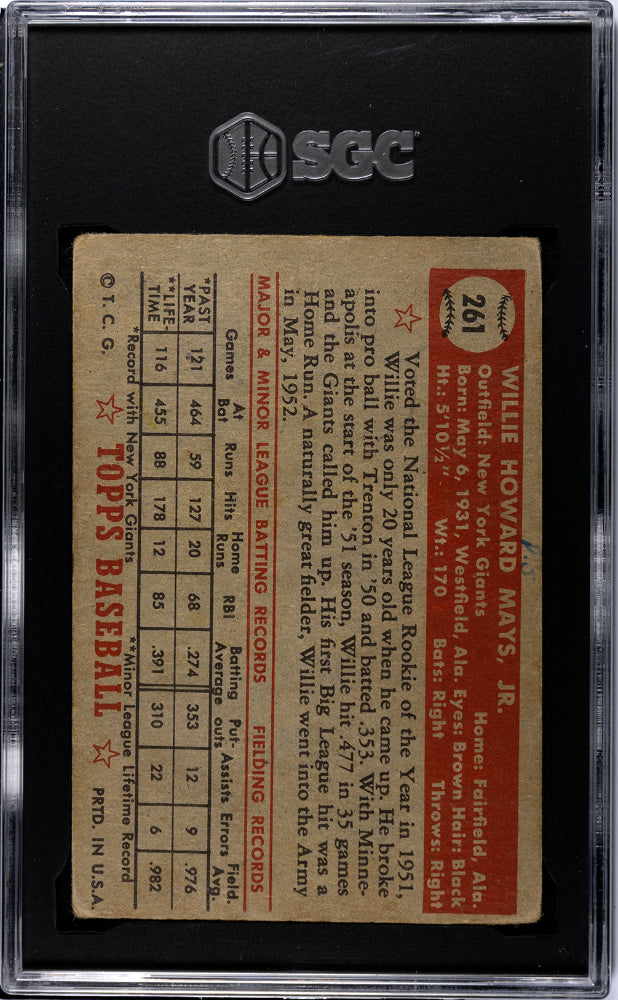 SGC
261
WILLIE HOWARD MAYS, JR.
Outfield: New York Giants Home: Fairfield, Ala.
Born: May 6, 1931, Westfield, Ala. Eyes: Brown Hair: Black
Ht.: 5'10½" Wt.: 170 Bats: Right Throws: Right
Voted the National League Rookie of the Year in 1951,
Willie was only 20 years old when he came up. He broke
into pro ball with Trenton in '50 and batted .353. With Minne-
apolis at the start of the '51 season, Willie hit .477 in 35 games
and the Giants called him up. His first Big League hit was a
Home Run. A naturally great fielder, Willie went into the Army
in May, 1952.
MAJOR & MINOR LEAGUE BATTING RECORDS FIELDING RECORDS
Games At Bat Runs Hits Home Runs RBI Batting Average Put-outs Assists Errors Field. Avg.
*PAST YEAR 121 464 59 127 20 68 .274 353 12 9 .976
**LIFE-TIME 116 455 88 178 12 85 .391 310 22 6 .982
*Record with New York Giants **Minor League Lifetime Record
© T. C. G. TOPPS BASEBALL PRTD. IN U.S.A.